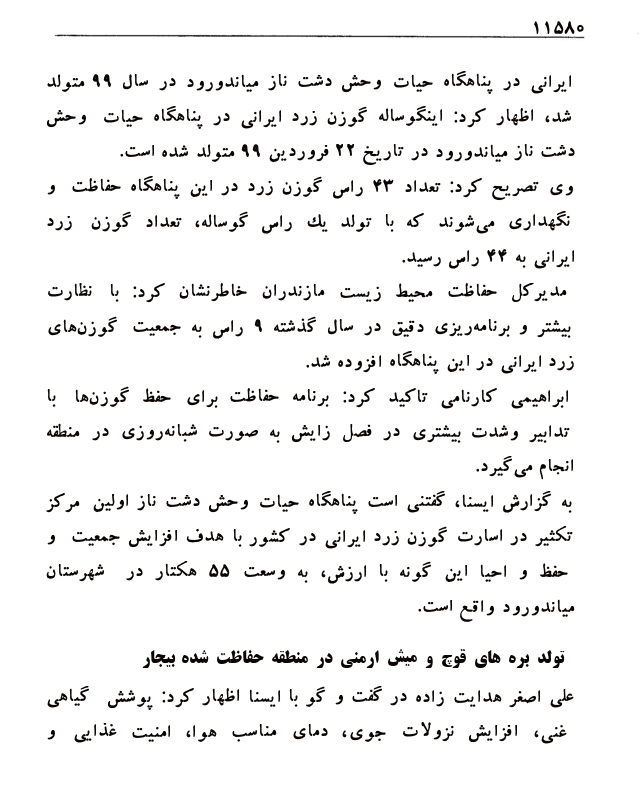 ۱۱۵۸۰
ایرانی در پناهگاه حیات وحش دشت ناز میاندورود در سال ۹۹ متولد
شد، اظهار کرد: اینگوساله گوزن زرد ایرانی در پناهگاه حیات وحش
دشت ناز میاندورود در تاریخ ۲۲ فروردین ۹۹ متولد شده است.
وی تصریح کرد: تعداد ۴۳ راس گوزن زرد در این پناهگاه حفاظت و
نگهداری می‌شوند که با تولد یك راس گوساله، تعداد گوزن زرد
ایرانی به ۴۴ راس رسید.
مدیرکل حفاظت محیط زیست مازندران خاطرنشان کرد: با نظارت
بیشتر و برنامه‌ریزی دقیق در سال گذشته ۹ راس به جمعیت گوزن‌های
زرد ایرانی در این پناهگاه افزوده شد.
ابراهیمی کارنامی تاکید کرد: برنامه حفاظت برای حفظ گوزن‌ها با
تدابیر وشدت بیشتری در فصل زایش به صورت شبانه‌روزی در منطقه
انجام می‌گیرد.
به گزارش ایسنا، گفتنی است پناهگاه حیات وحش دشت ناز اولین مرکز
تکثیر در اسارت گوزن زرد ایرانی در کشور با هدف افزایش جمعیت و
حفظ و احیا این گونه با ارزش، به وسعت ۵۵ هکتار در شهرستان
میاندورود واقع است.
تولد بره های قوچ و میش ارمنی در منطقه حفاظت شده بیجار
علی اصغر هدایت زاده در گفت و گو با ایسنا اظهار کرد: پوشش گیاهی
غنی، افزایش نزولات جوی، دمای مناسب هوا، امنیت غذایی و